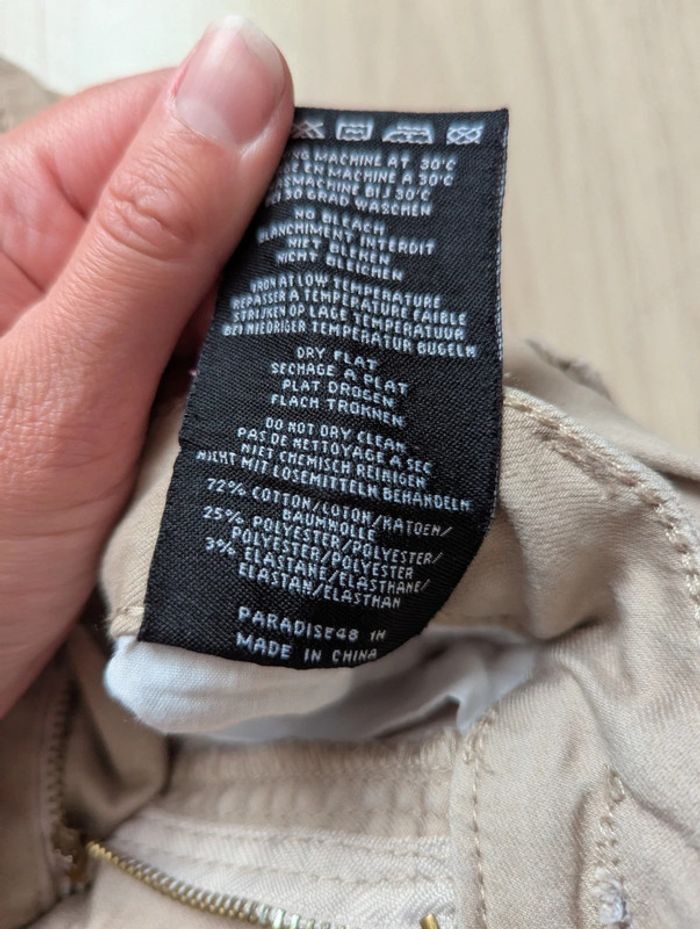 MACHINE AT 30°C
EN MACHINE A 30°C
BIJ 30°C
30 GRAD WASCHEN
NO BLEACH
BLANCHIMENT INTERDIT
NIET BLEKEN
NICHT BLEICHEN
IRON AT LOW TEMPERATURE
REPASSER A TEMPERATURE FAIBLE
STRIJKEN OP LAGE TEMPERATUUR
BEI NIEDRIGER TEMPERATUR BUGELN
DRY FLAT
SECHAGE A PLAT
PLAT DROGEN
FLACH TROKNEN
DO NOT DRY CLEAN
PAS DE NETTOYAGE A SEC
NIET CHEMISCH REINIGEN
NICHT MIT LOSEMITTELN BEHANDELN
72% COTTON/COTON/KATOEN/
BAUMWOLLE
25% POLYESTER/POLYESTER/
POLYESTER/POLYESTER
3% ELASTANE/ELASTHANE/
ELASTAN/ELASTHAN
PARADISE48 1H
MADE IN CHINA